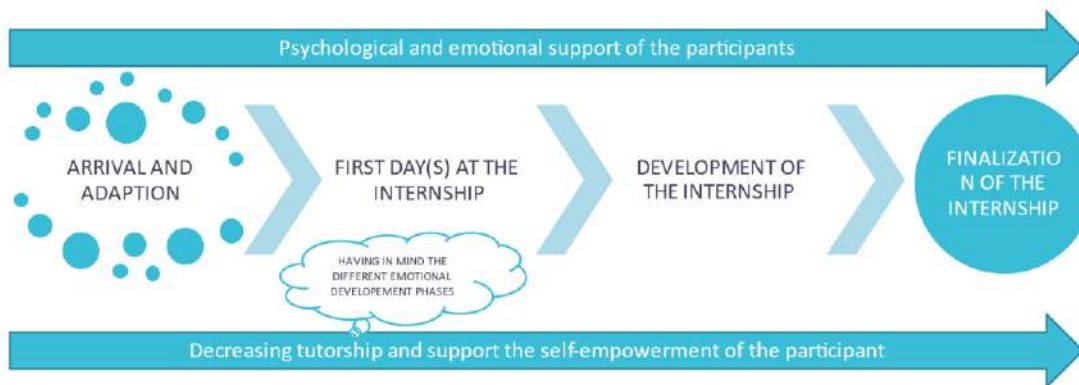 Psychological and emotional support of the participants
ARRIVAL AND
ADAPTION
FIRST DAY(S) AT THE
INTERNSHIP
DEVELOPMENT OF
THE INTERNSHIP
FINALIZATIO
N OF THE
INTERNSHIP
HAVING IN MIND THE
DIFFERENT EMOTIONAL
DEVELOPEMENT PHASES
Decreasing tutorship and support the self-empowerment of the participant